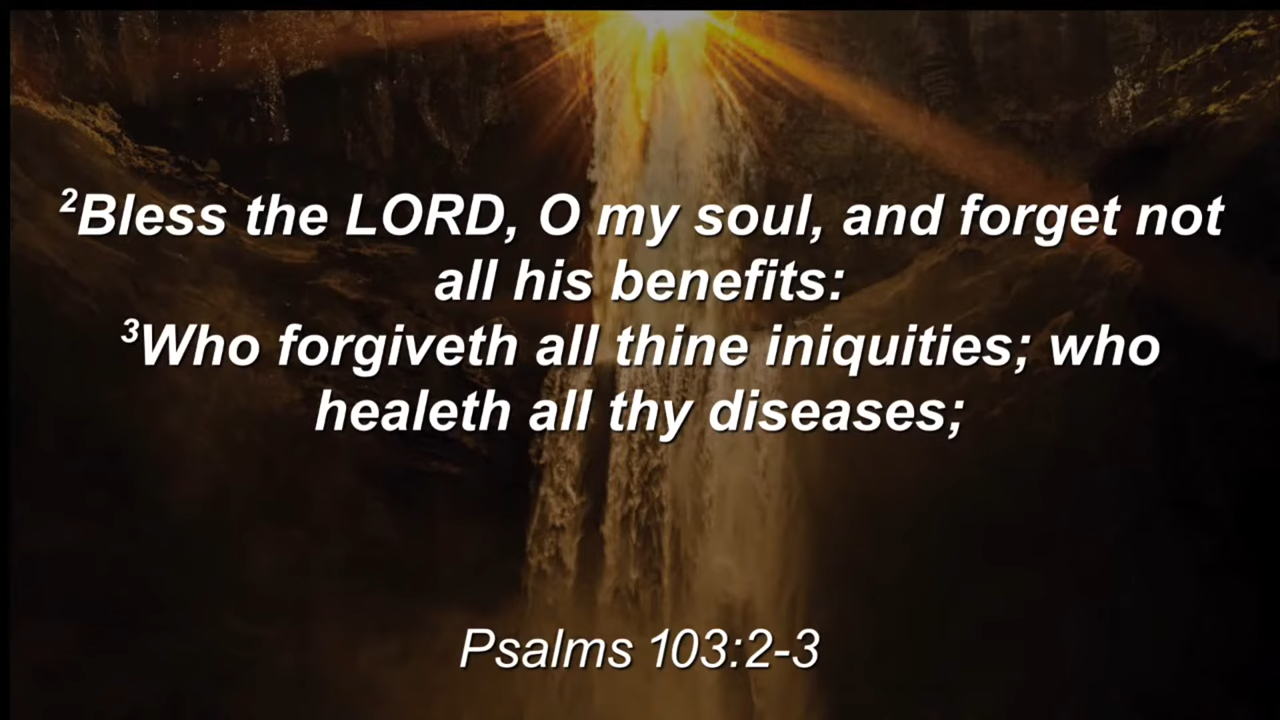 ²Bless the LORD, O my soul, and forget not
all his benefits:
³Who forgiveth all thine iniquities; who
healeth all thy diseases;
Psalms 103:2-3